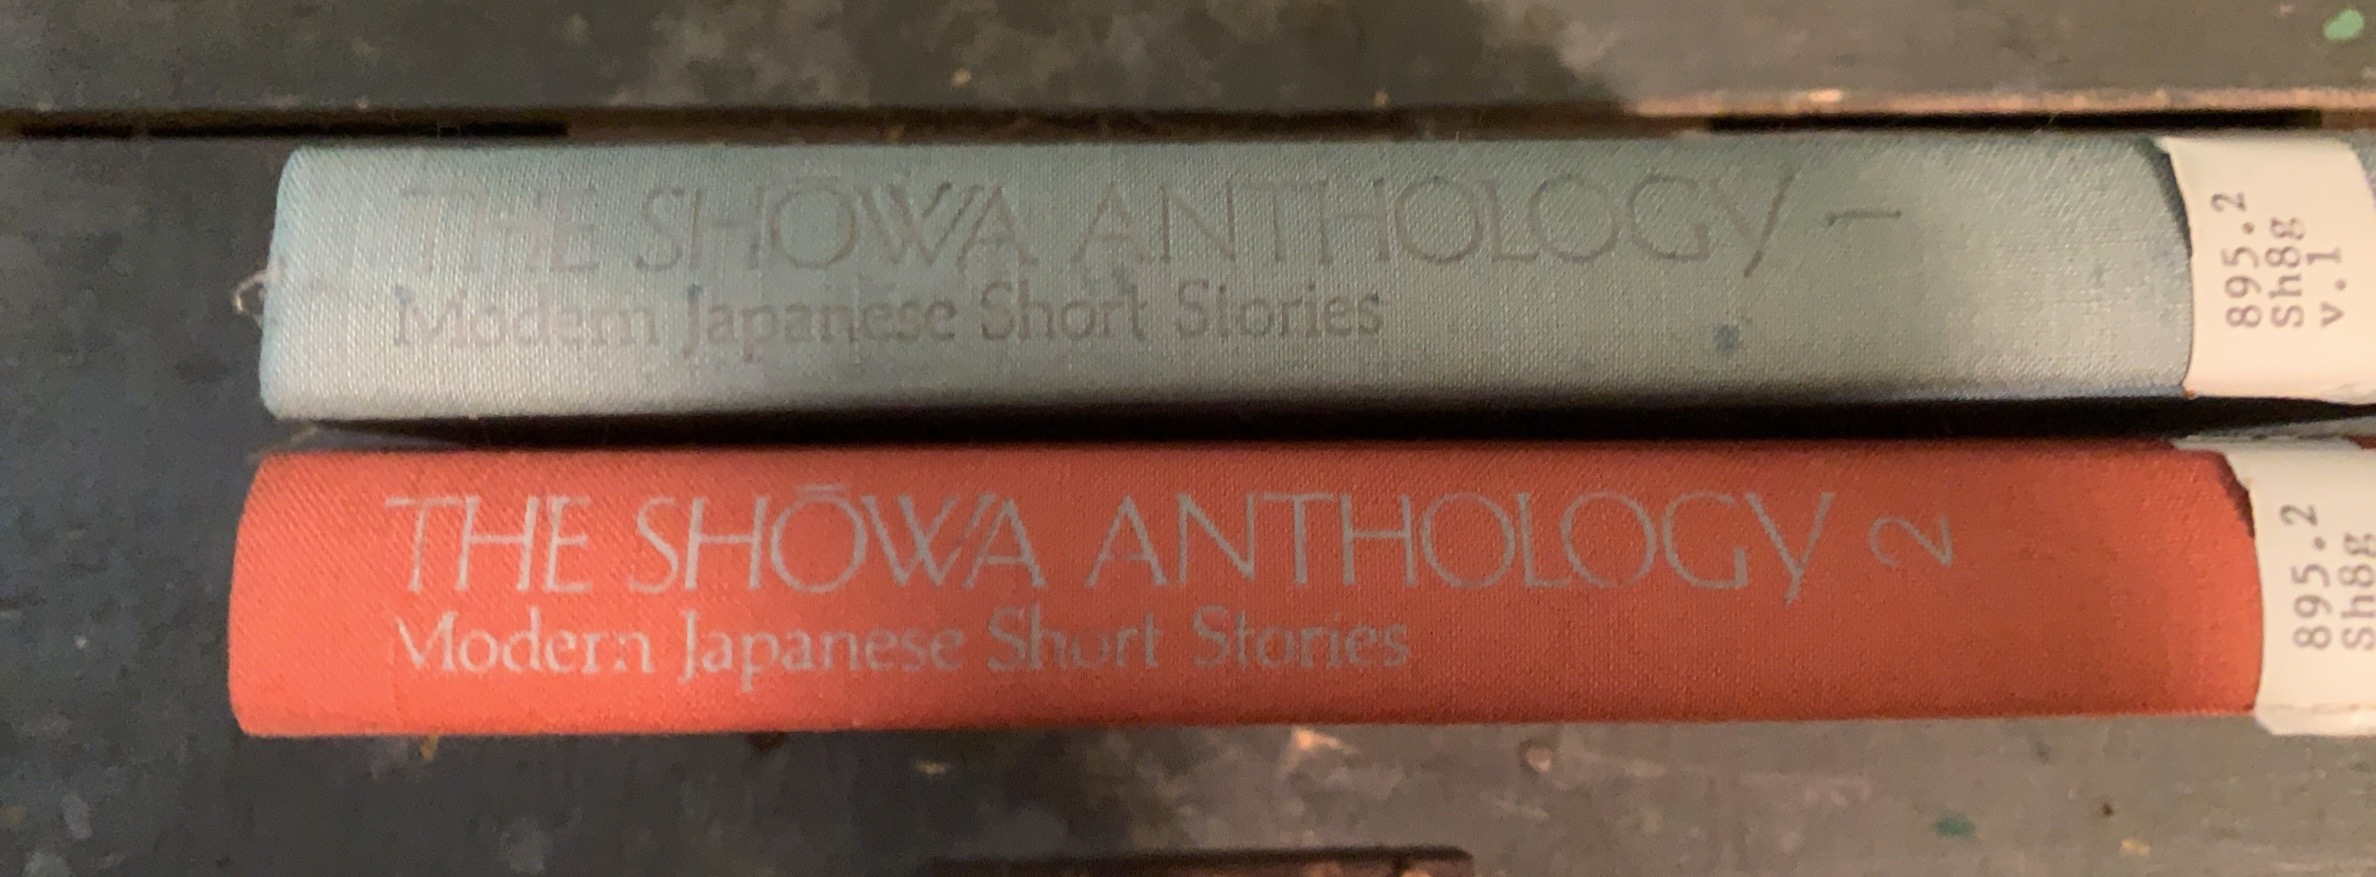 THE SHŌWA ANTHOLOGY 1
Modern Japanese Short Stories
895.2
Sh8g
v.1
THE SHŌWA ANTHOLOGY 2
Modern Japanese Short Stories
895.2
Sh8g